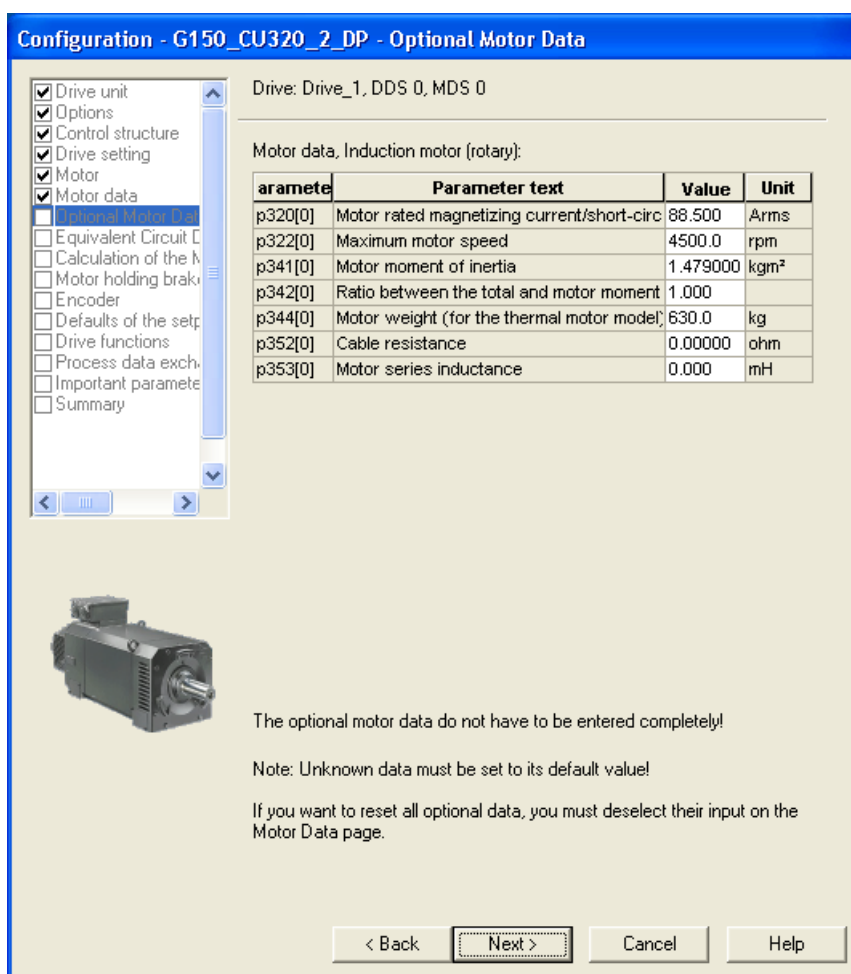 Configuration - G150_CU320_2_DP - Optional Motor Data
Drive unit
Options
Control structure
Drive setting
Motor
Motor data
Optional Motor Dat
Equivalent Circuit D
Calculation of the M
Motor holding brak
Encoder
Defaults of the setp
Drive functions
Process data exch
Important paramete
Summary
Drive: Drive_1, DDS 0, MDS 0
Motor data, Induction motor (rotary):
aramete Parameter text Value Unit
p320[0] Motor rated magnetizing current/short-circ 88.500 Arms
p322[0] Maximum motor speed 4500.0 rpm
p341[0] Motor moment of inertia 1.479000 kgm²
p342[0] Ratio between the total and motor moment 1.000
p344[0] Motor weight (for the thermal motor model) 630.0 kg
p352[0] Cable resistance 0.00000 ohm
p353[0] Motor series inductance 0.000 mH
The optional motor data do not have to be entered completely!
Note: Unknown data must be set to its default value!
If you want to reset all optional data, you must deselect their input on the
Motor Data page.
< Back Next > Cancel Help